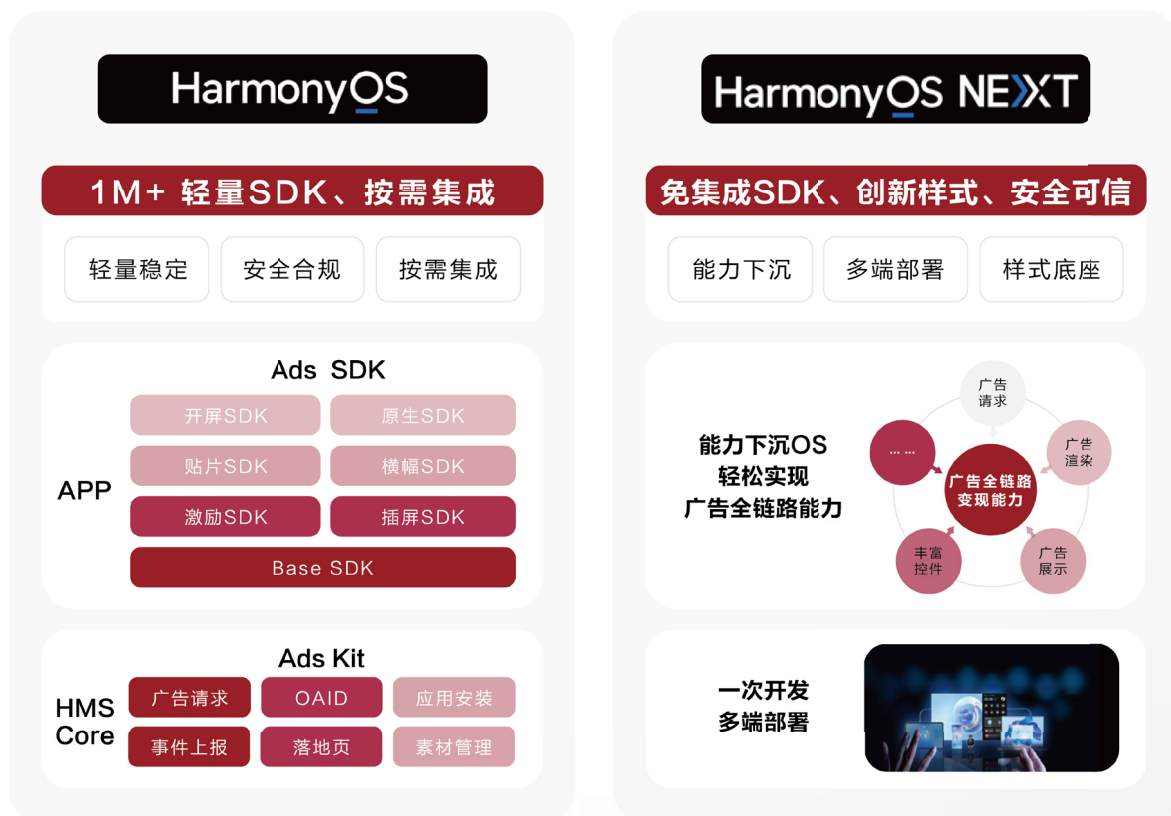 HarmonyOS
1M+ 轻量SDK、按需集成
轻量稳定
安全合规
按需集成
Ads SDK
APP
开屏SDK
原生SDK
贴片SDK
横幅SDK
激励SDK
插屏SDK
Base SDK
Ads Kit
HMS
Core
广告请求
OAID
应用安装
事件上报
落地页
素材管理
HarmonyOS NEXT
免集成SDK、创新样式、安全可信
能力下沉
多端部署
样式底座
能力下沉OS
轻松实现
广告全链路能力
广告
请求
... ...
广告
渲染
广告全链路
变现能力
丰富
控件
广告
展示
一次开发
多端部署